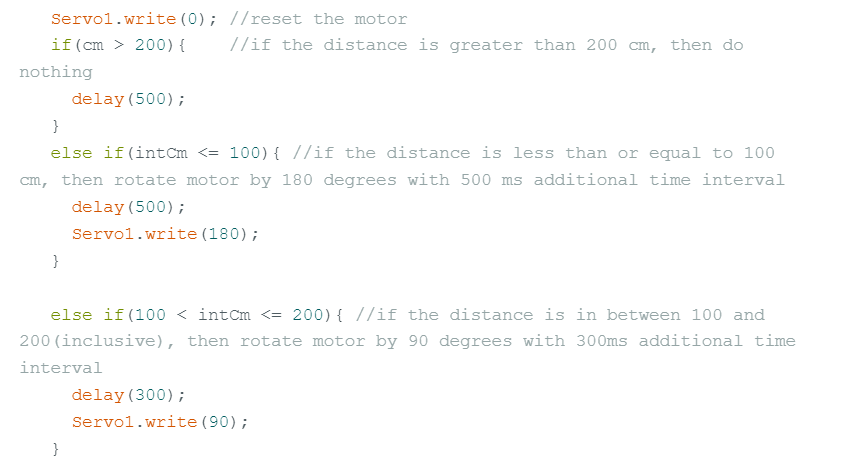 Servo1.write(0); //reset the motor
if(cm > 200){    //if the distance is greater than 200 cm, then do
nothing
delay(500);
}
else if(intCm <= 100){ //if the distance is less than or equal to 100
cm, then rotate motor by 180 degrees with 500 ms additional time interval
delay(500);
Servo1.write(180);
}
else if(100 < intCm <= 200){ //if the distance is in between 100 and
200(inclusive), then rotate motor by 90 degrees with 300ms additional time
interval
delay(300);
Servo1.write(90);
}